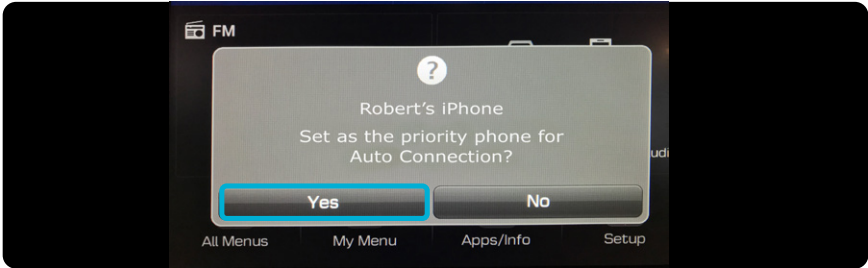 FM
?
Robert's iPhone
Set as the priority phone for
Auto Connection?
udi
Yes
No
All Menus
My Menu
Apps/Info
Setup